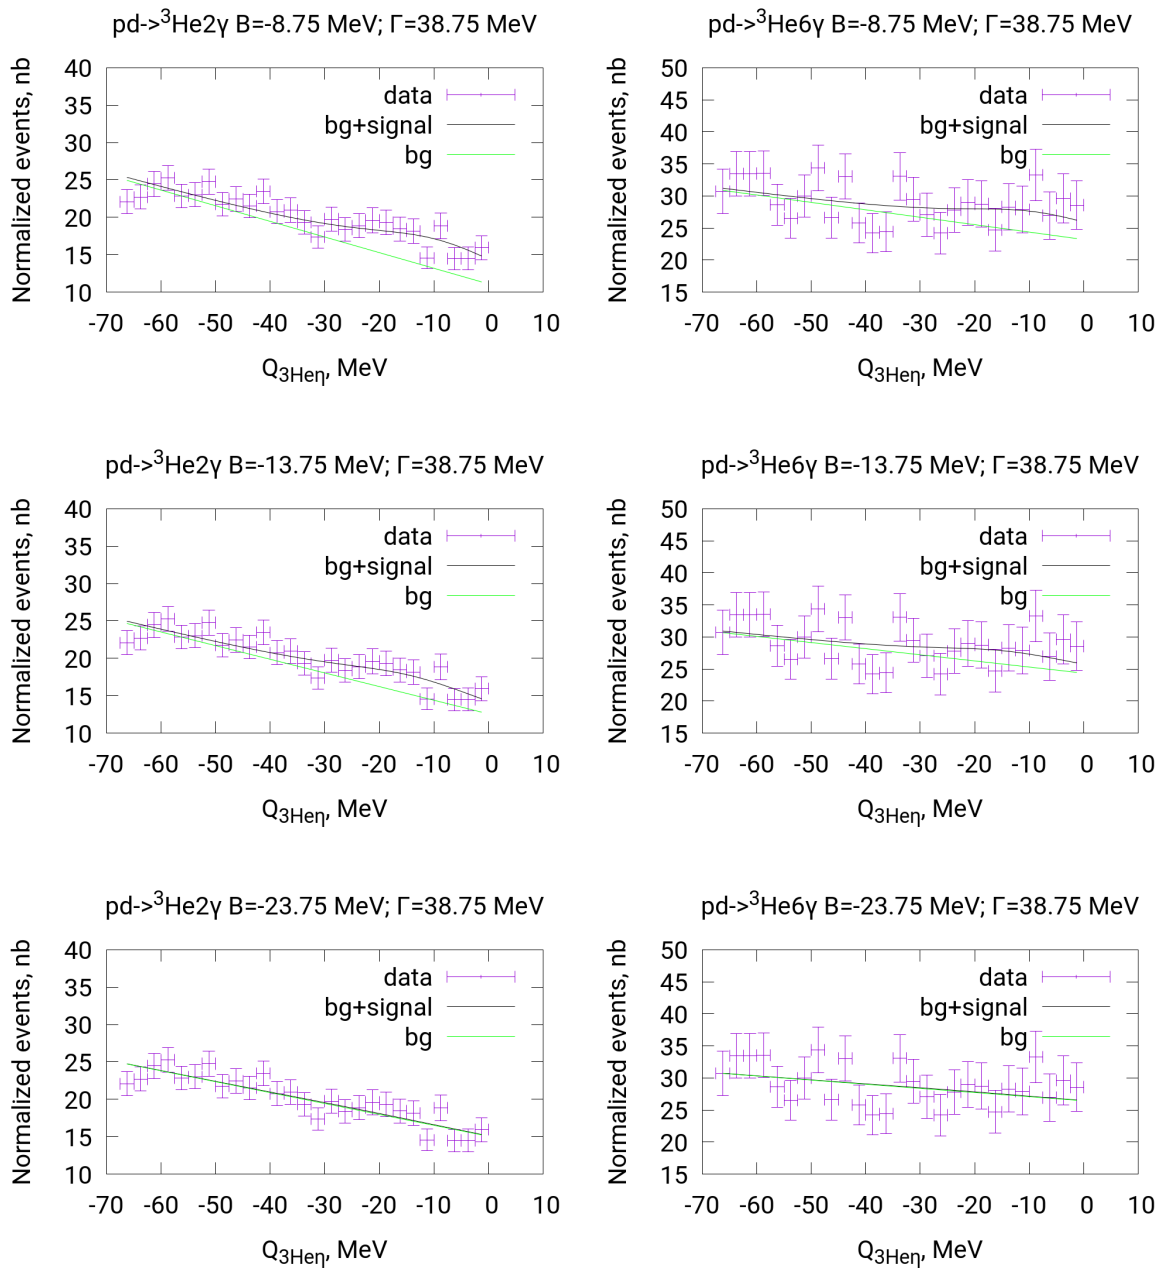 pd->³He2γ B=-8.75 MeV; Γ=38.75 MeV
Normalized events, nb
40
35
30
25
20
15
10
data
bg+signal
bg
-70 -60 -50 -40 -30 -20 -10 0 10
Q₃Heη, MeV
pd->³He6γ B=-8.75 MeV; Γ=38.75 MeV
Normalized events, nb
50
45
40
35
30
25
20
15
data
bg+signal
bg
-70 -60 -50 -40 -30 -20 -10 0 10
Q₃Heη, MeV
pd->³He2γ B=-13.75 MeV; Γ=38.75 MeV
Normalized events, nb
40
35
30
25
20
15
10
data
bg+signal
bg
-70 -60 -50 -40 -30 -20 -10 0 10
Q₃Heη, MeV
pd->³He6γ B=-13.75 MeV; Γ=38.75 MeV
Normalized events, nb
50
45
40
35
30
25
20
15
data
bg+signal
bg
-70 -60 -50 -40 -30 -20 -10 0 10
Q₃Heη, MeV
pd->³He2γ B=-23.75 MeV; Γ=38.75 MeV
Normalized events, nb
40
35
30
25
20
15
10
data
bg+signal
bg
-70 -60 -50 -40 -30 -20 -10 0 10
Q₃Heη, MeV
pd->³He6γ B=-23.75 MeV; Γ=38.75 MeV
Normalized events, nb
50
45
40
35
30
25
20
15
data
bg+signal
bg
-70 -60 -50 -40 -30 -20 -10 0 10
Q₃Heη, MeV